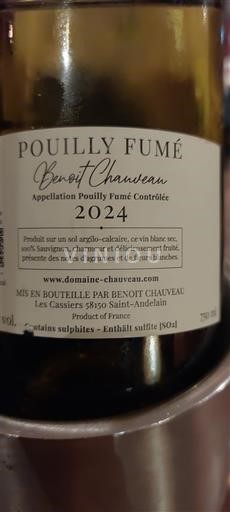 POUILLY FUMÉ
Benoit Chauveau
Appellation Pouilly Fumé Contrôlée
2024
Produit sur un sol argilo-calcaire, ce vin blanc sec,
100% Sauvignon, charmeur et délicieusement fruité,
présente des notes d'agrumes et de fleurs blanches.
www.domaine-chauveau.com
MIS EN BOUTEILLE PAR BENOIT CHAUVEAU
Les Cassiers 58150 Saint-Andelain
Product of France
vol.
Contains sulphites - Enthält sulfite [SO2]
750 ml